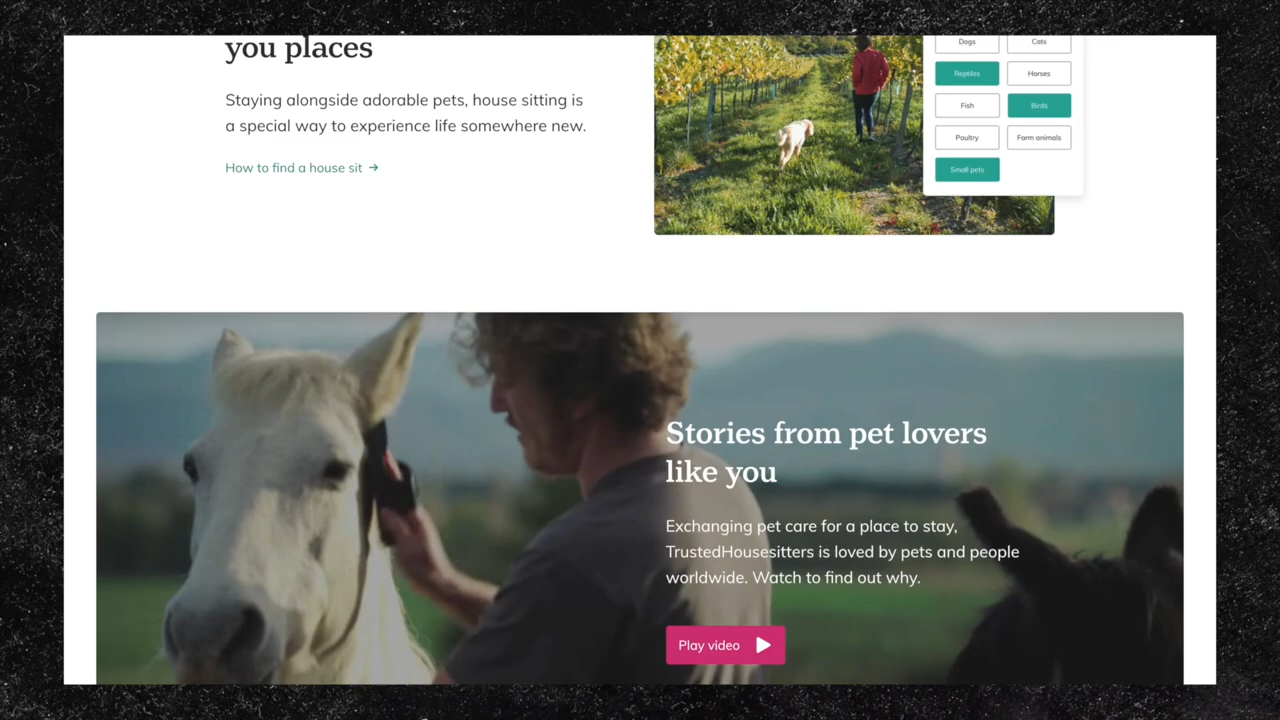 you places
Staying alongside adorable pets, house sitting is
a special way to experience life somewhere new.
How to find a house sit →
Dogs
Cats
Reptiles
Horses
Fish
Birds
Poultry
Farm animals
Small pets
Stories from pet lovers
like you
Exchanging pet care for a place to stay,
TrustedHousesitters is loved by pets and people
worldwide. Watch to find out why.
Play video